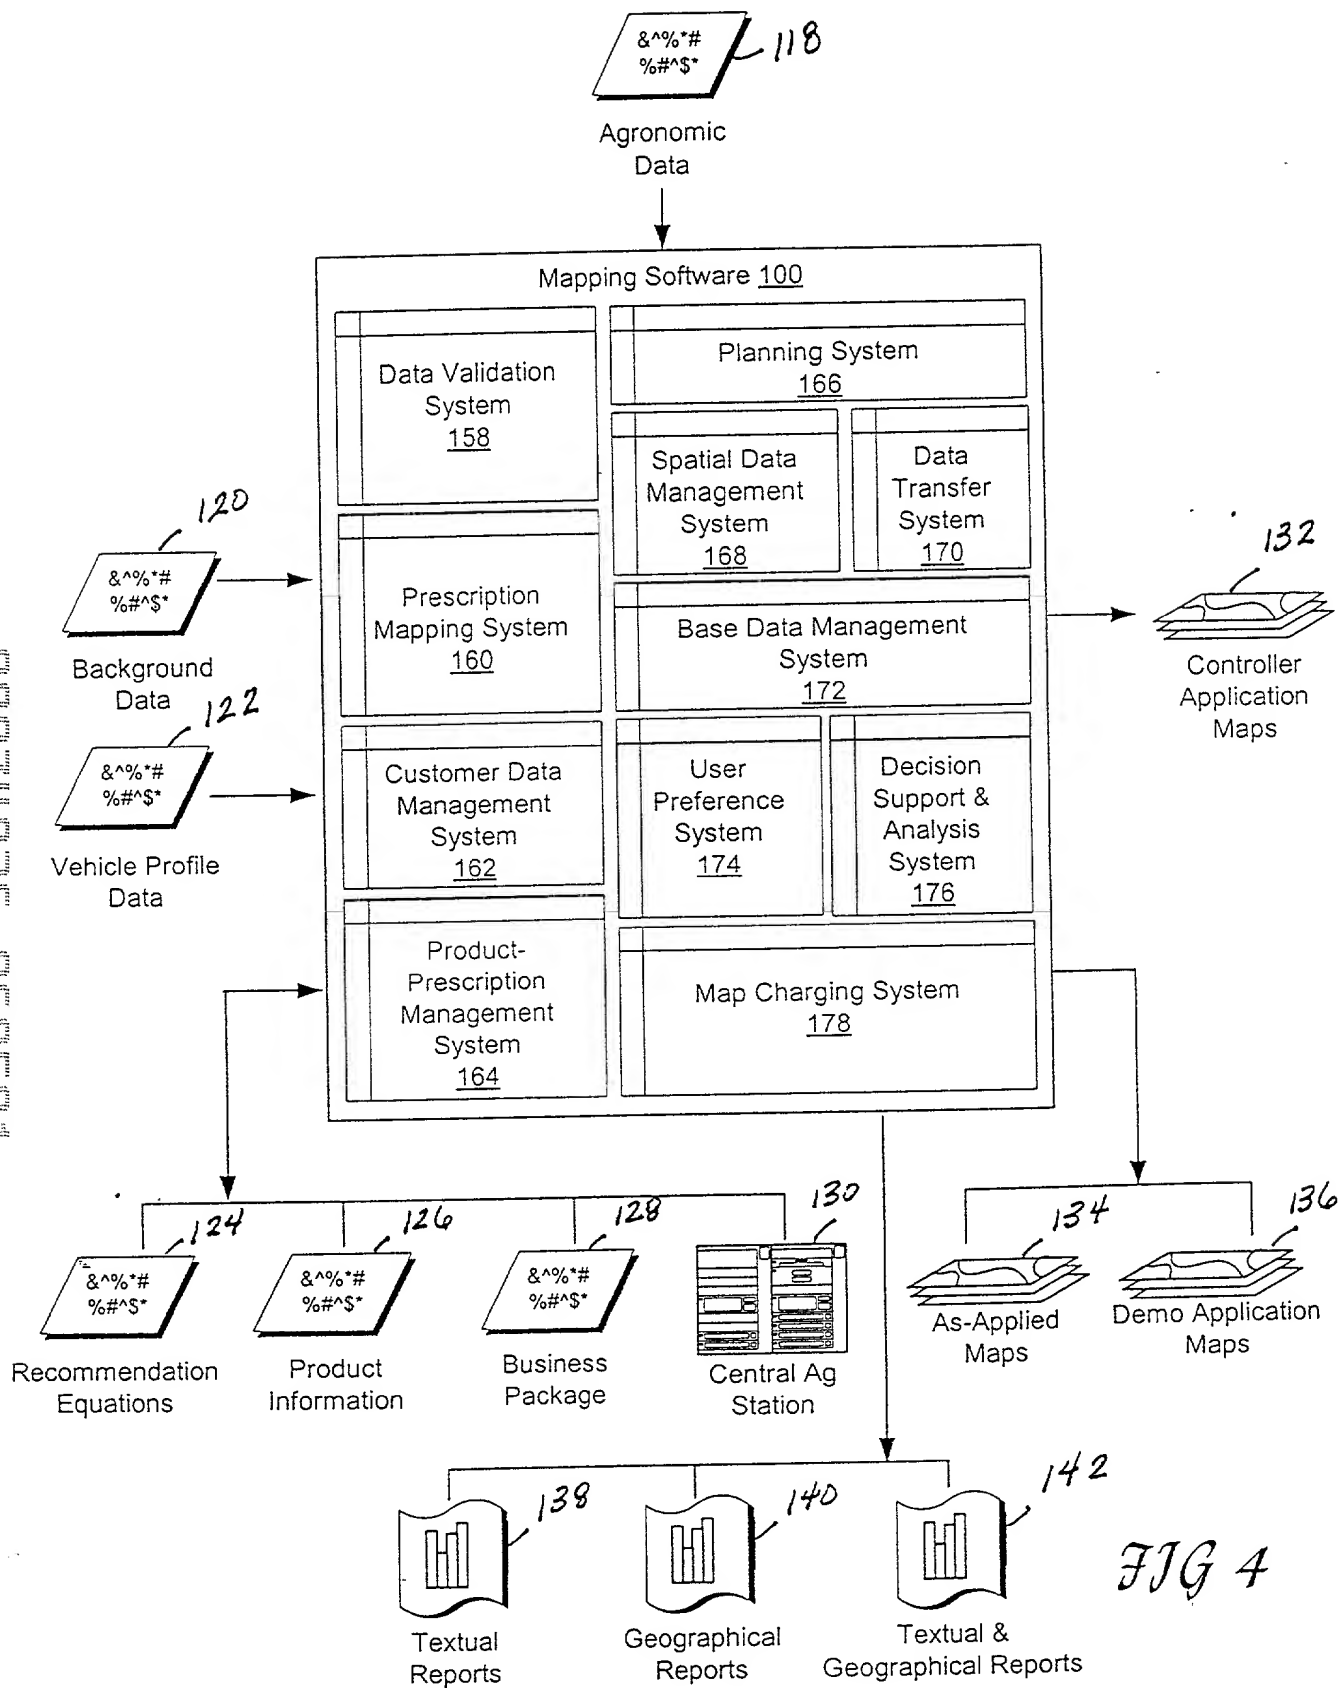 &^%*#
%#^$*
118
Agronomic
Data
Mapping Software 100
Data Validation
System
158
Planning System
166
Spatial Data
Management
System
168
Data
Transfer
System
170
120
&^%*#
%#^$*
Background
Data
Prescription
Mapping System
160
Base Data Management
System
172
132
Controller
Application
Maps
122
&^%*#
%#^$*
Vehicle Profile
Data
Customer Data
Management
System
162
User
Preference
System
174
Decision
Support &
Analysis
System
176
Product-
Prescription
Management
System
164
Map Charging System
178
124
&^%*#
%#^$*
Recommendation
Equations
126
&^%*#
%#^$*
Product
Information
128
&^%*#
%#^$*
Business
Package
130
Central Ag
Station
134
As-Applied
Maps
136
Demo Application
Maps
138
Textual
Reports
140
Geographical
Reports
142
Textual &
Geographical Reports
FIG 4